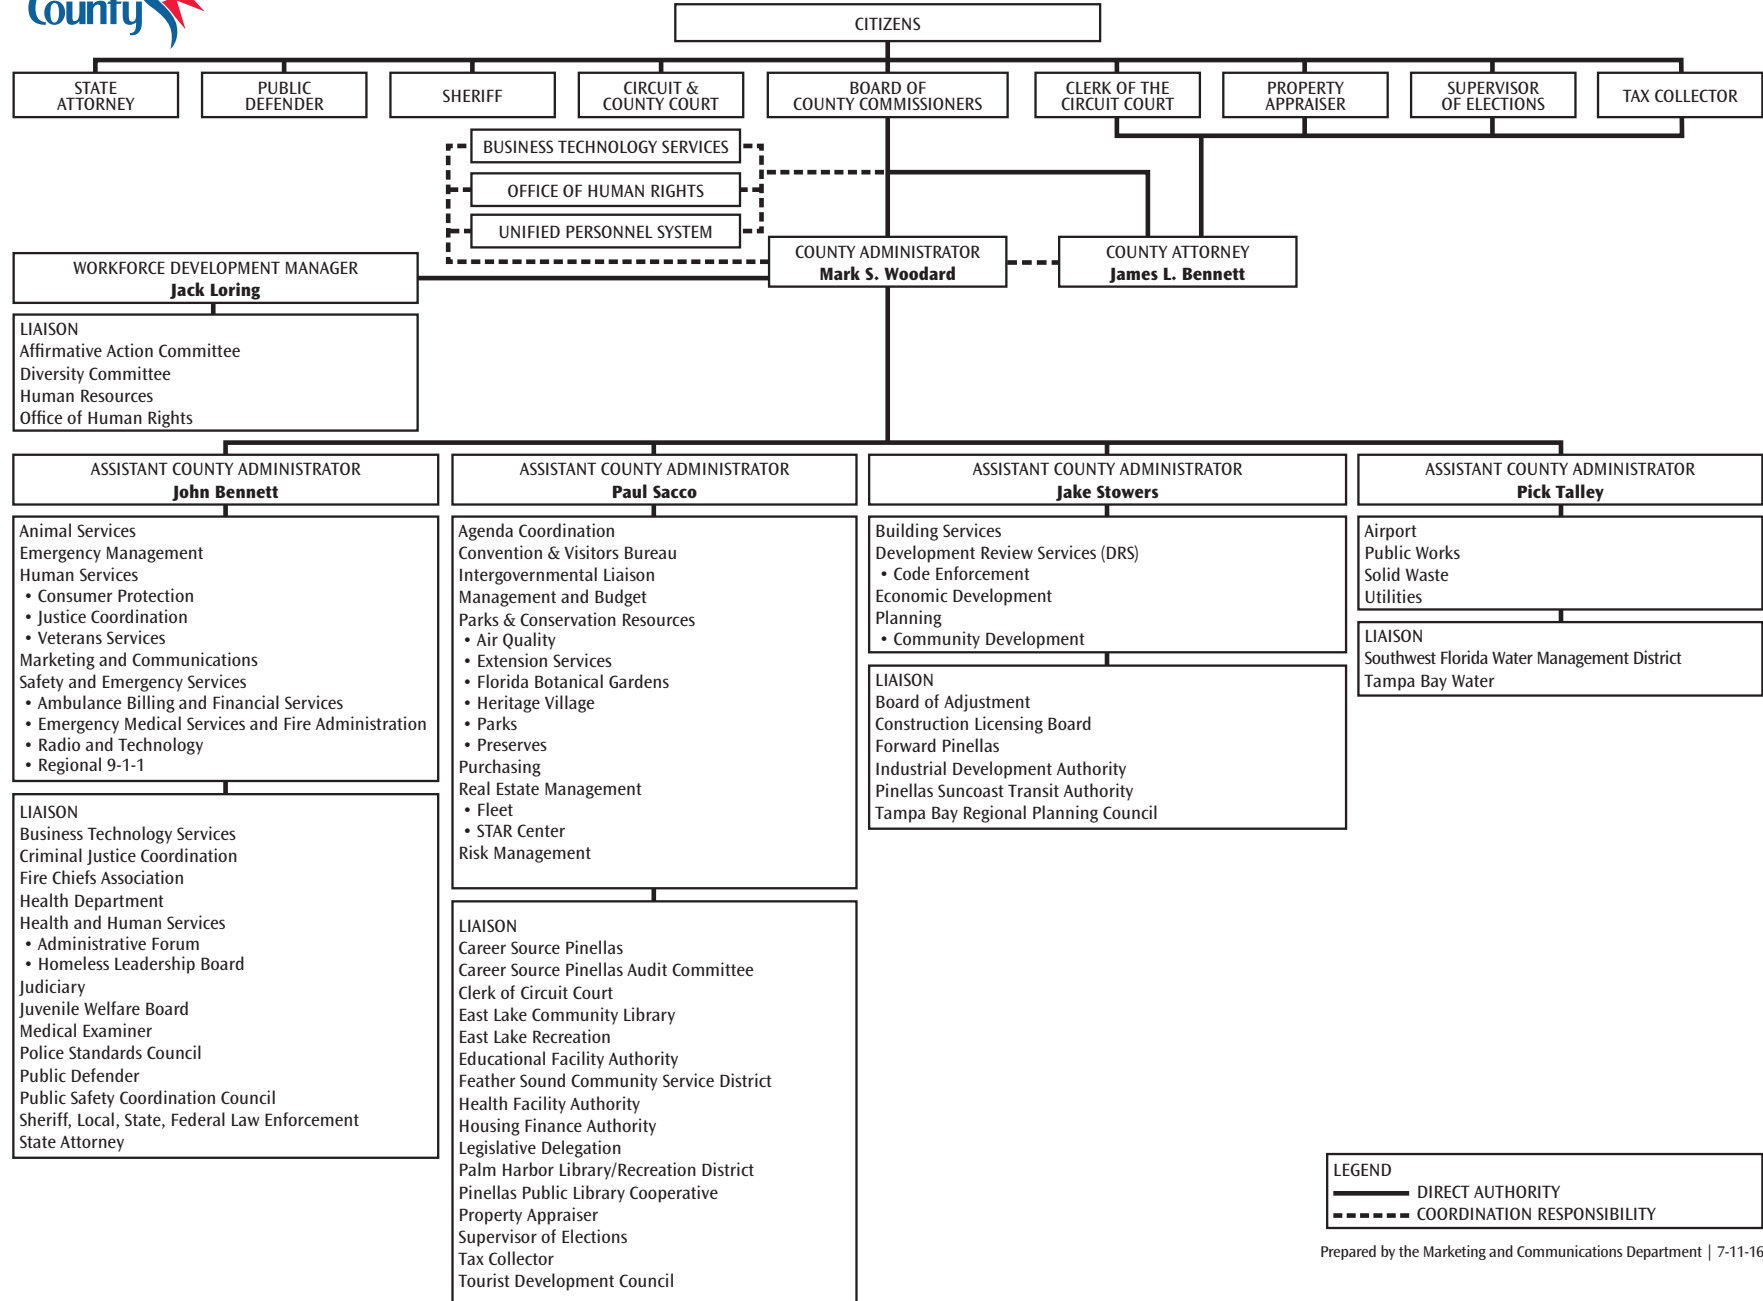 County
CITIZENS
STATE
ATTORNEY
PUBLIC
DEFENDER
SHERIFF
CIRCUIT &
COUNTY COURT
BOARD OF
COUNTY COMMISSIONERS
CLERK OF THE
CIRCUIT COURT
PROPERTY
APPRAISER
SUPERVISOR
OF ELECTIONS
TAX COLLECTOR
BUSINESS TECHNOLOGY SERVICES
OFFICE OF HUMAN RIGHTS
UNIFIED PERSONNEL SYSTEM
COUNTY ADMINISTRATOR
Mark S. Woodard
COUNTY ATTORNEY
James L. Bennett
WORKFORCE DEVELOPMENT MANAGER
Jack Loring
LIAISON
Affirmative Action Committee
Diversity Committee
Human Resources
Office of Human Rights
ASSISTANT COUNTY ADMINISTRATOR
John Bennett
Animal Services
Emergency Management
Human Services
• Consumer Protection
• Justice Coordination
• Veterans Services
Marketing and Communications
Safety and Emergency Services
• Ambulance Billing and Financial Services
• Emergency Medical Services and Fire Administration
• Radio and Technology
• Regional 9-1-1
LIAISON
Business Technology Services
Criminal Justice Coordination
Fire Chiefs Association
Health Department
Health and Human Services
• Administrative Forum
• Homeless Leadership Board
Judiciary
Juvenile Welfare Board
Medical Examiner
Police Standards Council
Public Defender
Public Safety Coordination Council
Sheriff, Local, State, Federal Law Enforcement
State Attorney
ASSISTANT COUNTY ADMINISTRATOR
Paul Sacco
Agenda Coordination
Convention & Visitors Bureau
Intergovernmental Liaison
Management and Budget
Parks & Conservation Resources
• Air Quality
• Extension Services
• Florida Botanical Gardens
• Heritage Village
• Parks
• Preserves
Purchasing
Real Estate Management
• Fleet
• STAR Center
Risk Management
LIAISON
Career Source Pinellas
Career Source Pinellas Audit Committee
Clerk of Circuit Court
East Lake Community Library
East Lake Recreation
Educational Facility Authority
Feather Sound Community Service District
Health Facility Authority
Housing Finance Authority
Legislative Delegation
Palm Harbor Library/Recreation District
Pinellas Public Library Cooperative
Property Appraiser
Supervisor of Elections
Tax Collector
Tourist Development Council
ASSISTANT COUNTY ADMINISTRATOR
Jake Stowers
Building Services
Development Review Services (DRS)
• Code Enforcement
Economic Development
Planning
• Community Development
LIAISON
Board of Adjustment
Construction Licensing Board
Forward Pinellas
Industrial Development Authority
Pinellas Suncoast Transit Authority
Tampa Bay Regional Planning Council
ASSISTANT COUNTY ADMINISTRATOR
Pick Talley
Airport
Public Works
Solid Waste
Utilities
LIAISON
Southwest Florida Water Management District
Tampa Bay Water
LEGEND
DIRECT AUTHORITY
COORDINATION RESPONSIBILITY
Prepared by the Marketing and Communications Department | 7-11-16